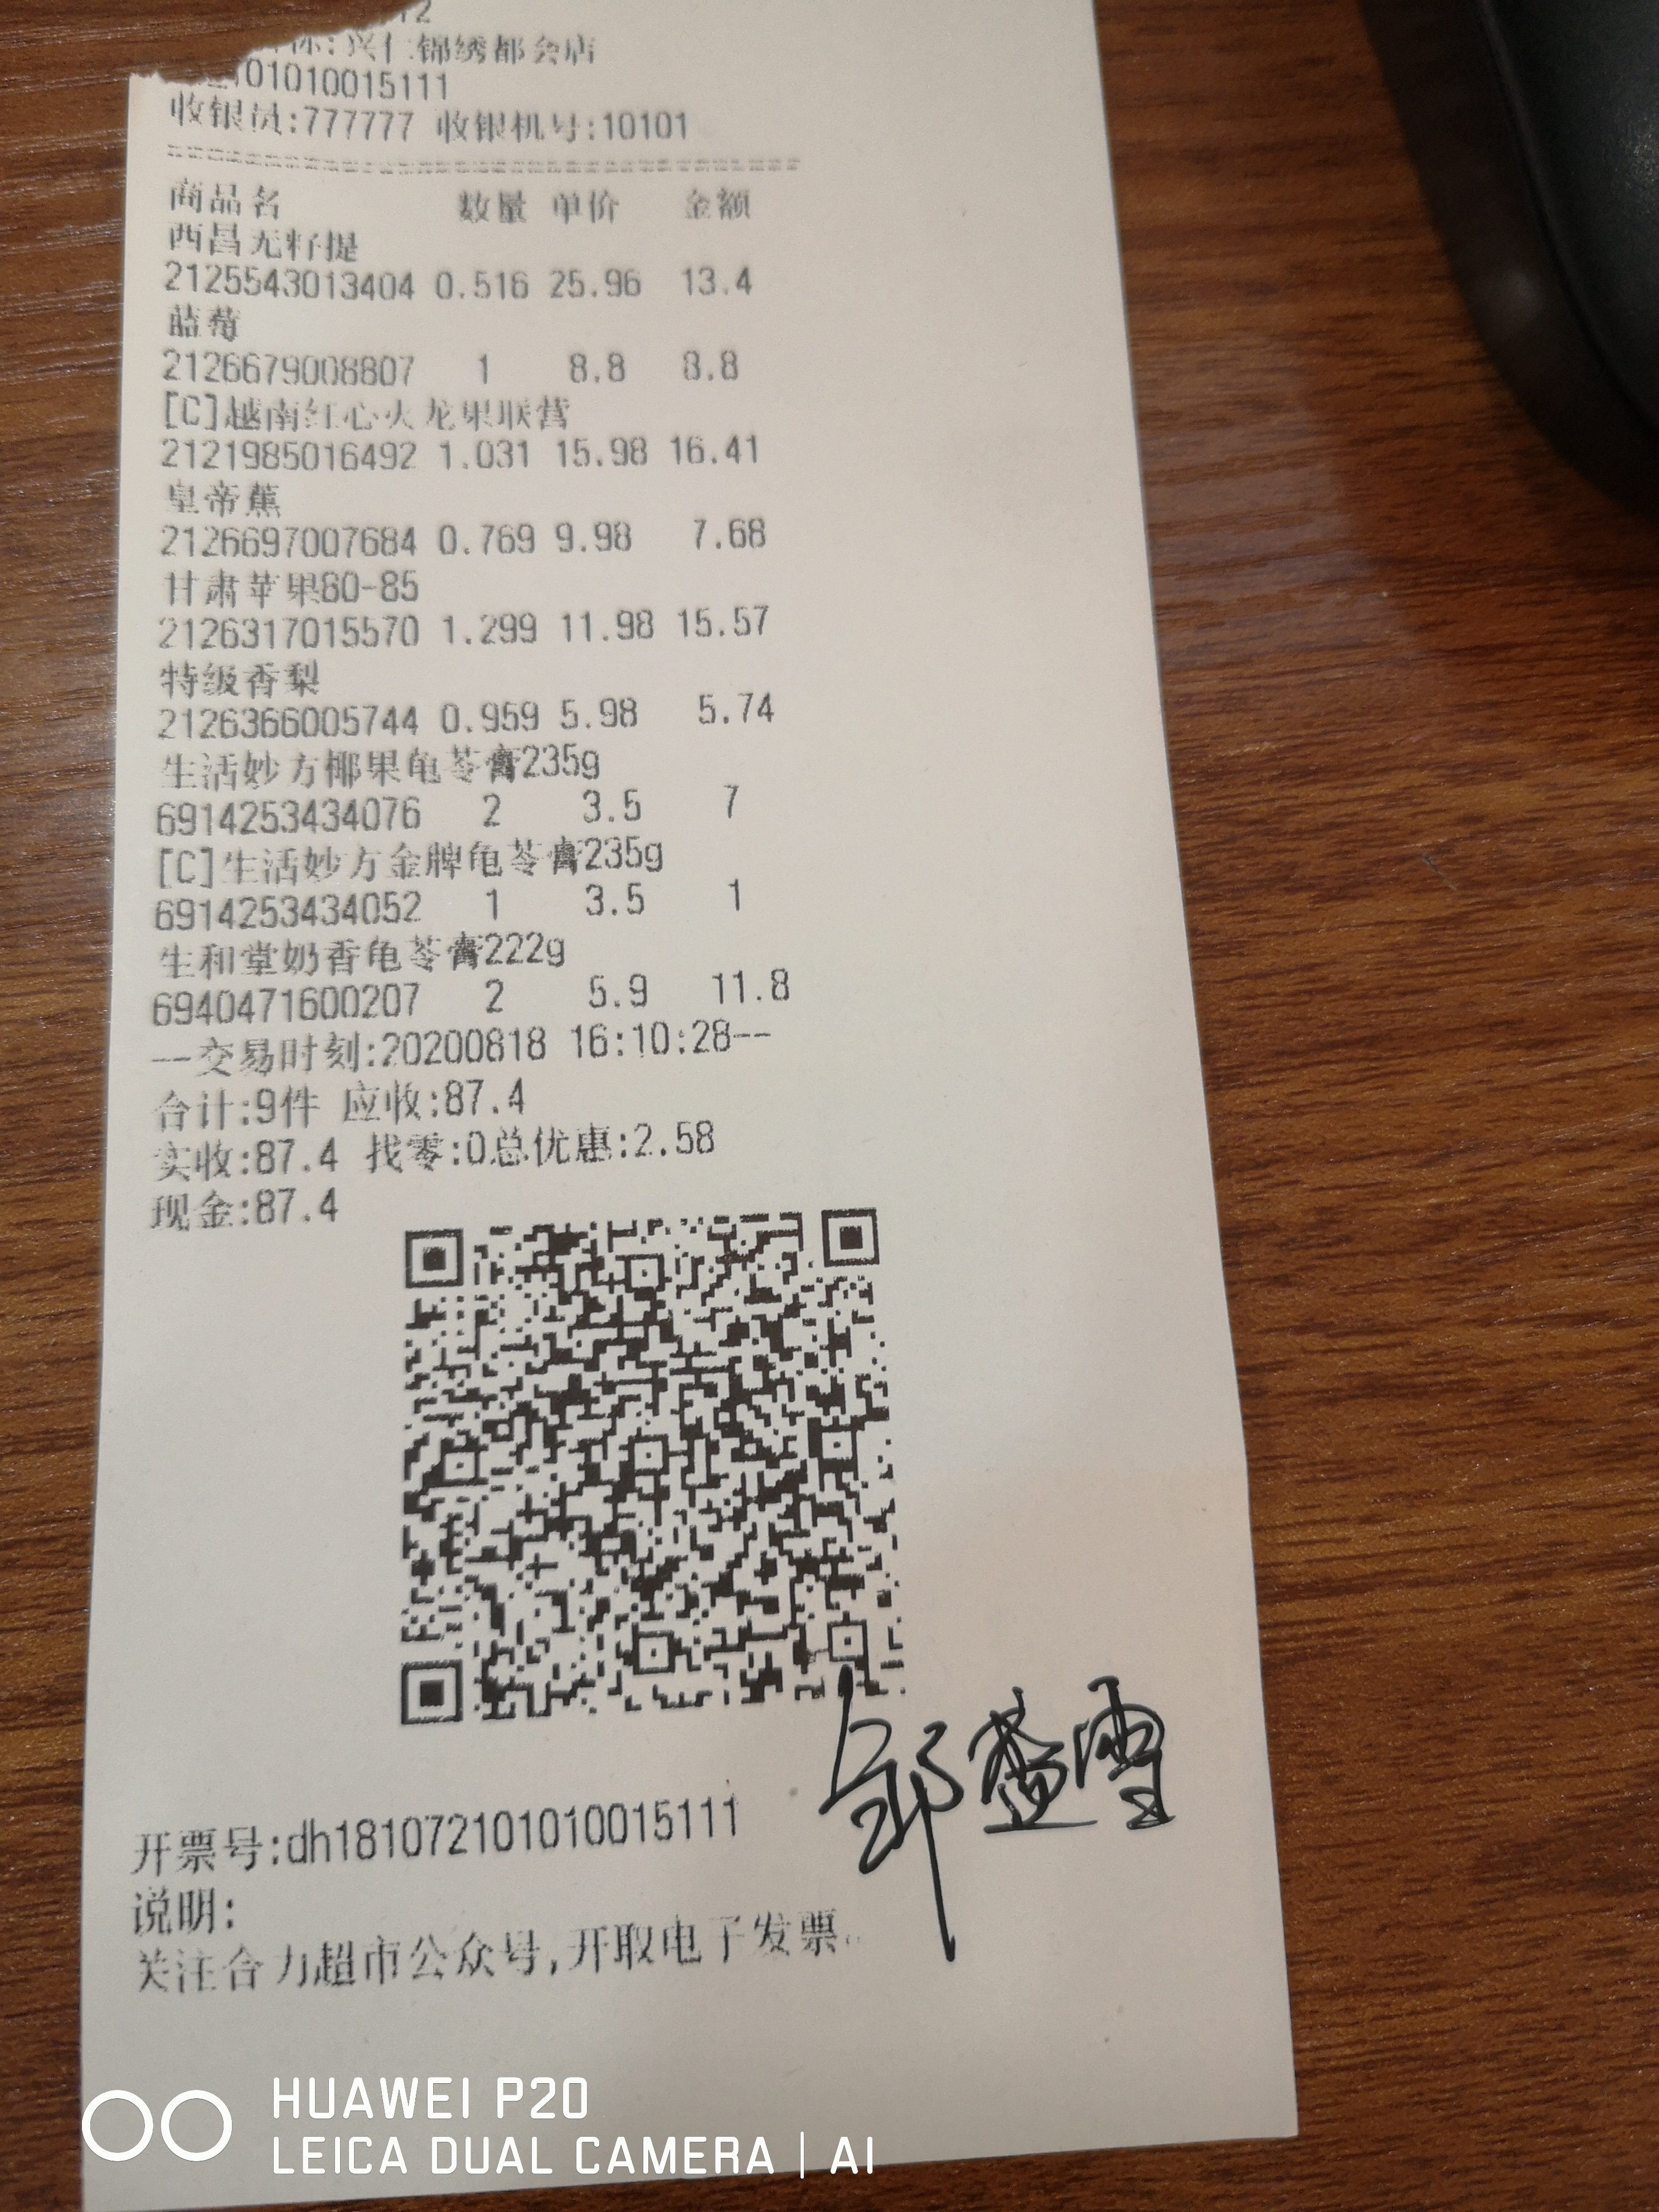 称:兴仁锦绣都会店
101010015111
收银员:777777 收银机号:10101
商品名 数量 单价 金额
西昌无籽提
2125543013404 0.516 25.96 13.4
蓝莓
2126679008807 1 8.8 8.8
[C]越南红心火龙果联营
2121985016492 1.031 15.98 16.41
皇帝蕉
2126697007684 0.769 9.98 7.68
甘肃苹果80-85
2126317015570 1.299 11.98 15.57
特级香梨
2126366005744 0.959 5.98 5.74
生活妙方椰果龟苓膏235g
6914253434076 2 3.5 7
[C]生活妙方金牌龟苓膏235g
6914253434052 1 3.5 1
生和堂奶香龟苓膏222g
6940471600207 2 5.9 11.8
--交易时刻:20200818 16:10:28--
合计:9件 应收:87.4
实收:87.4 找零:0总优惠:2.58
现金:87.4
开票号:dh181072101010015111
说明:
关注合力超市公众号,开取电子发票。
HUAWEI P20
LEICA DUAL CAMERA | AI